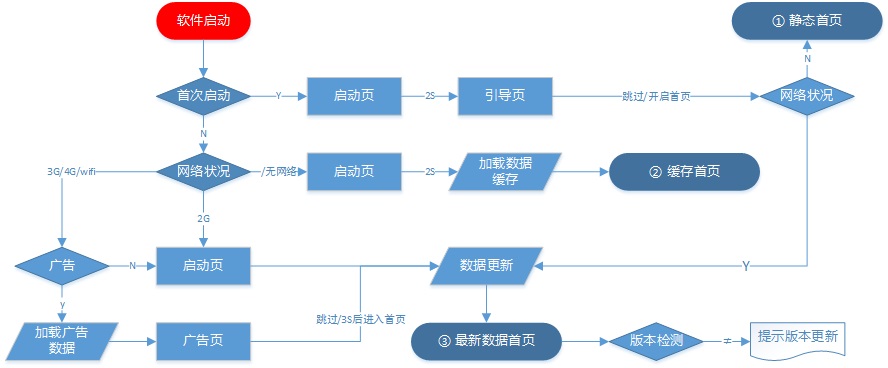 软件启动
① 静态首页
N
首次启动
Y
启动页
2S
引导页
跳过/开启首页
网络状况
N
3G/4G/wifi
网络状况
/无网络
启动页
2S
加载数据
缓存
② 缓存首页
2G
广告
N
启动页
数据更新
Y
y
跳过/3S后进入首页
加载广告
数据
广告页
③ 最新数据首页
版本检测
≠
提示版本更新